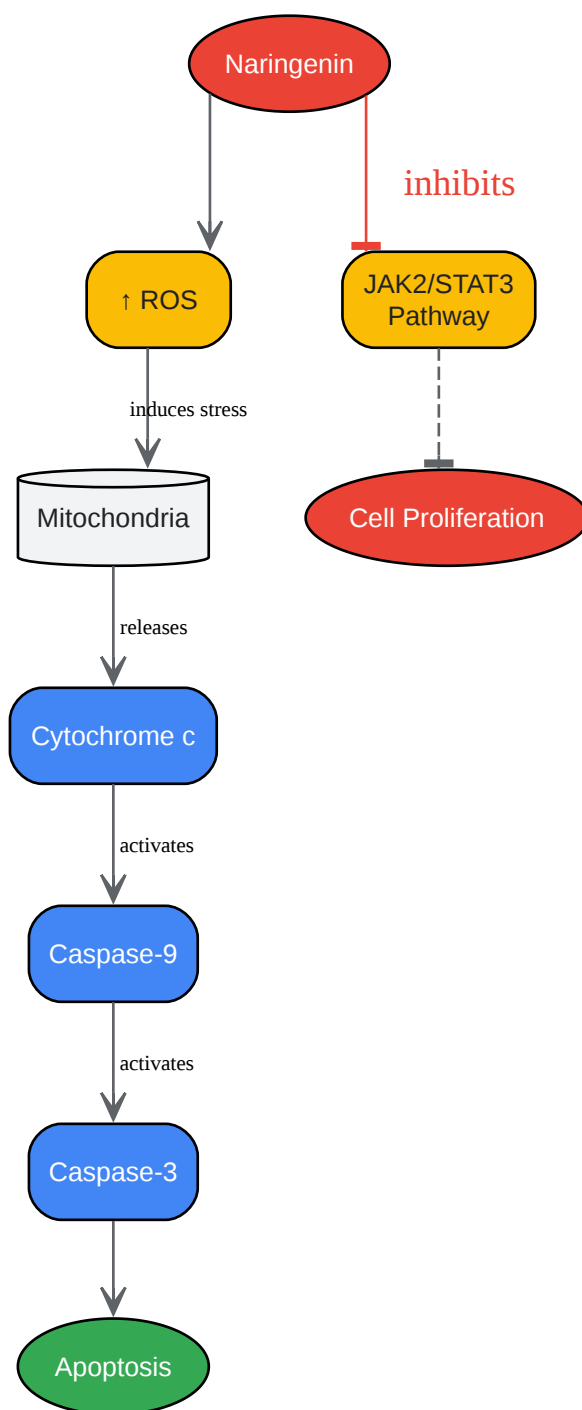 Naringenin
inhibits
↑ ROS
JAK2/STAT3
Pathway
induces stress
Mitochondria
Cell Proliferation
releases
Cytochrome c
activates
Caspase-9
activates
Caspase-3
Apoptosis